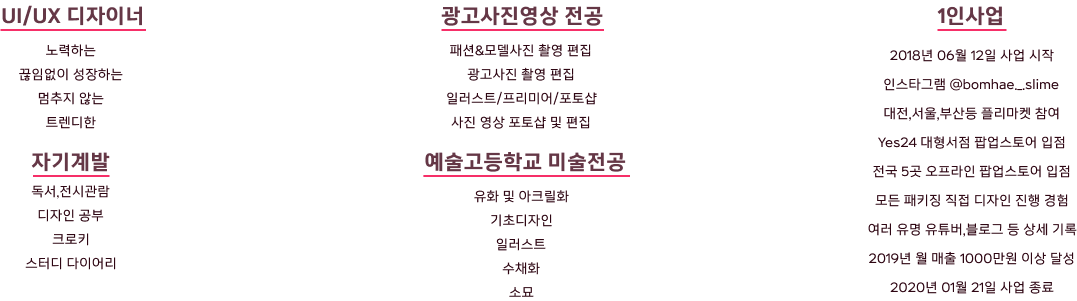 UI/UX 디자이너
노력하는
끊임없이 성장하는
멈추지 않는
트렌디한
자기계발
독서,전시관람
디자인 공부
크로키
스터디 다이어리
광고사진영상 전공
패션&모델사진 촬영 편집
광고사진 촬영 편집
일러스트/프리미어/포토샵
사진 영상 포토샵 및 편집
예술고등학교 미술전공
유화 및 아크릴화
기초디자인
일러스트
수채화
소묘
1인사업
2018년 06월 12일 사업 시작
인스타그램 @bomhae._.slime
대전,서울,부산등 플리마켓 참여
Yes24 대형서점 팝업스토어 입점
전국 5곳 오프라인 팝업스토어 입점
모든 패키징 직접 디자인 진행 경험
여러 유명 유튜버,블로그 등 상세 기록
2019년 월 매출 1000만원 이상 달성
2020년 01월 21일 사업 종료